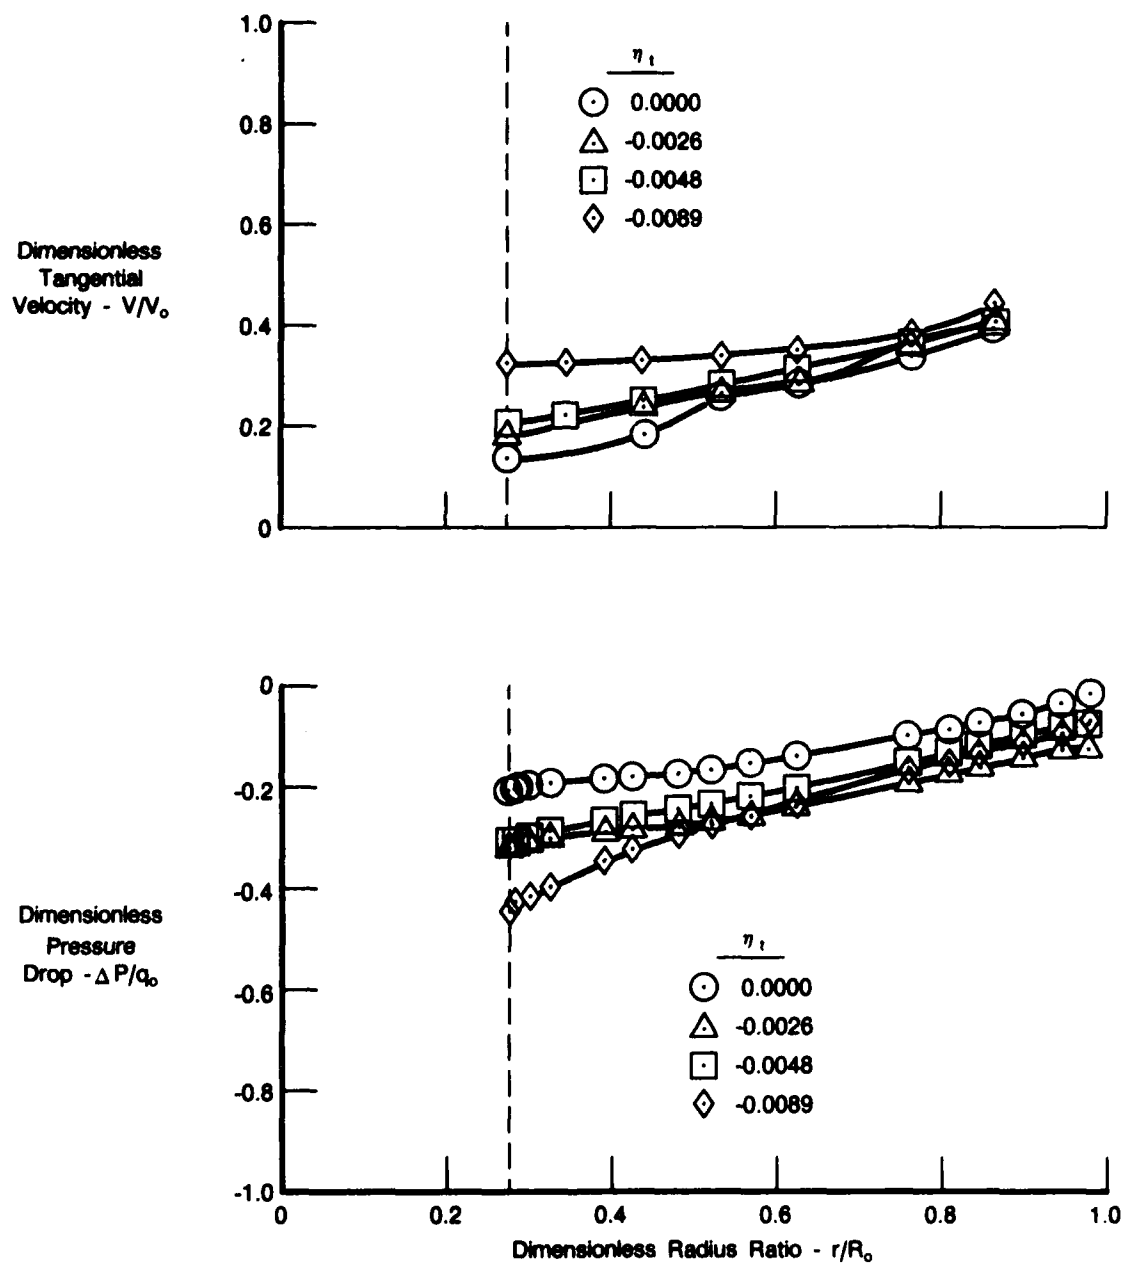 1.0
0.8
0.6
0.4
0.2
0
Dimensionless
Tangential
Velocity - V/Vₒ
η t
0.0000
-0.0026
-0.0048
-0.0089
0
-0.2
-0.4
-0.6
-0.8
-1.0
Dimensionless
Pressure
Drop - Δ P/qₒ
η t
0.0000
-0.0026
-0.0048
-0.0089
0 0.2 0.4 0.6 0.8 1.0
Dimensionless Radius Ratio - r/Rₒ